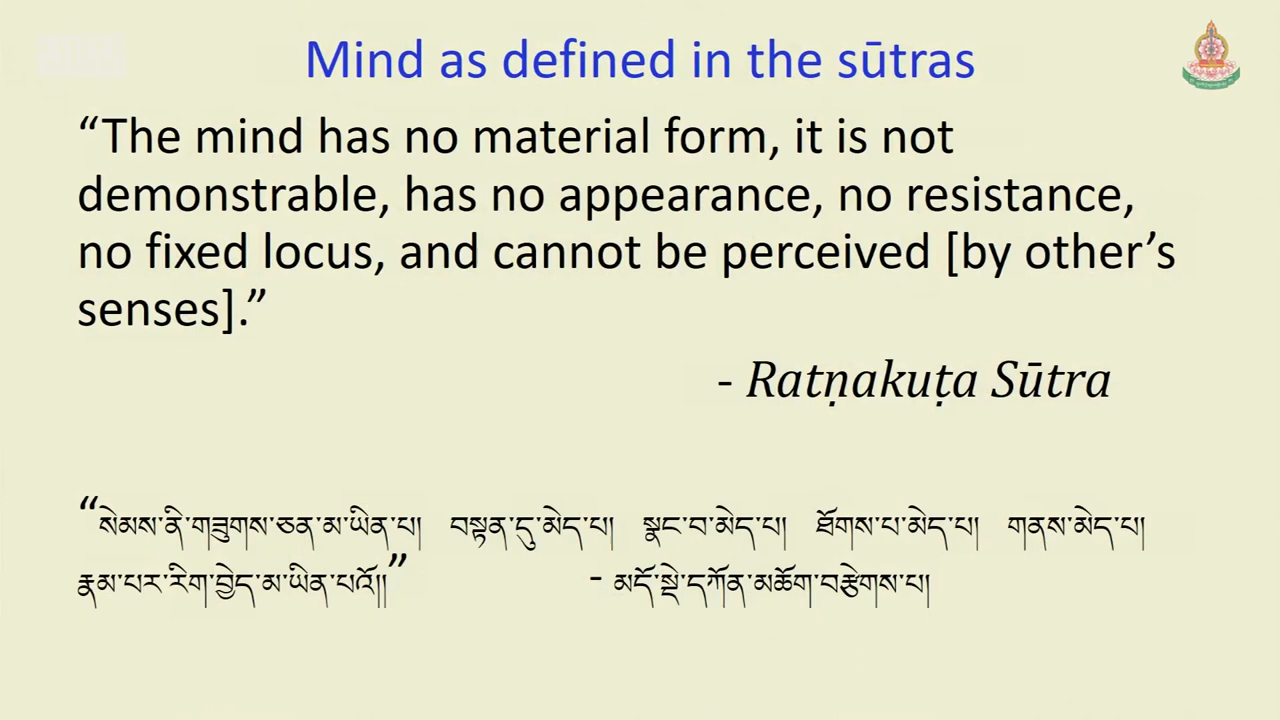 Mind as defined in the sūtras
“The mind has no material form, it is not
demonstrable, has no appearance, no resistance,
no fixed locus, and cannot be perceived [by other’s
senses].”
- Ratṇakuṭa Sūtra
“སེམས་ནི་གཟུགས་ཅན་མ་ཡིན་པ། བསྟན་དུ་མེད་པ། སྣང་བ་མེད་པ། ཐོགས་པ་མེད་པ། གནས་མེད་པ།
རྣམ་པར་རིག་བྱེད་མ་ཡིན་པའོ།།” - མདོ་སྡེ་དཀོན་མཆོག་བརྩེགས་པ།